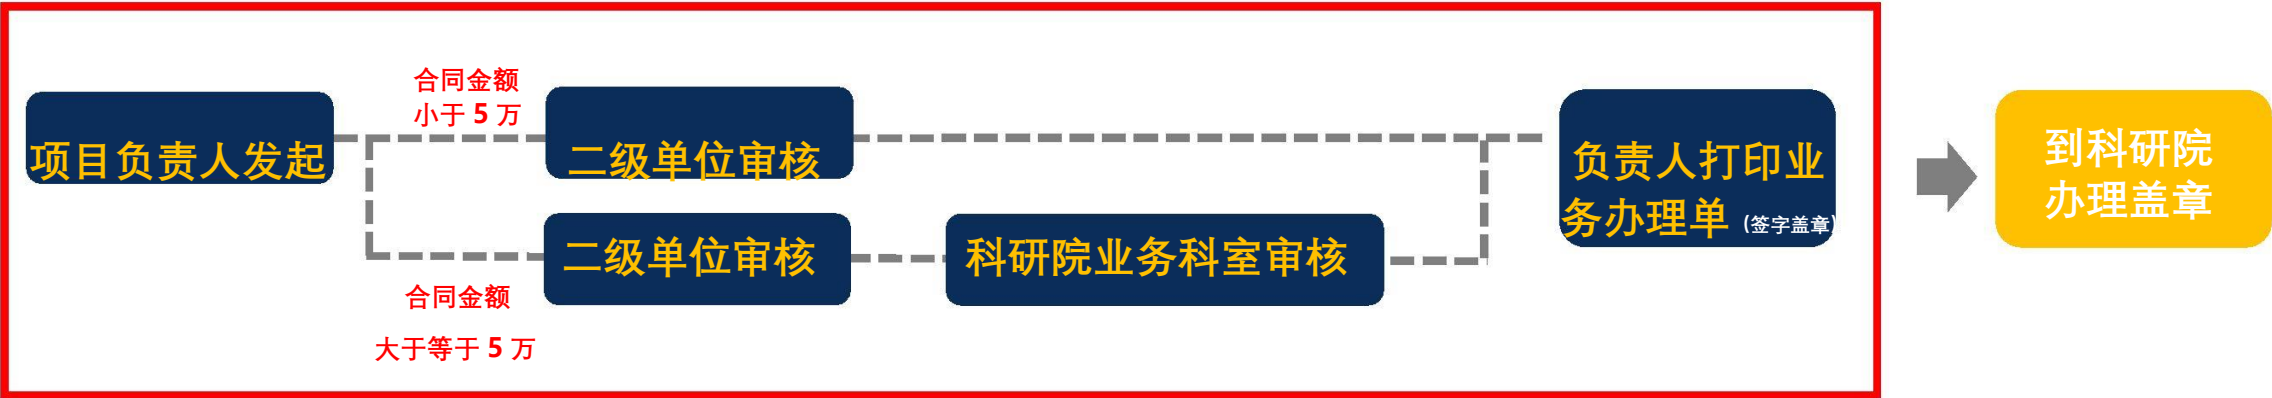 合同金额
小于 5 万
项目负责人发起
二级单位审核
二级单位审核
科研院业务科室审核
合同金额
大于等于 5 万
负责人打印业
务办理单 (签字盖章)
到科研院
办理盖章